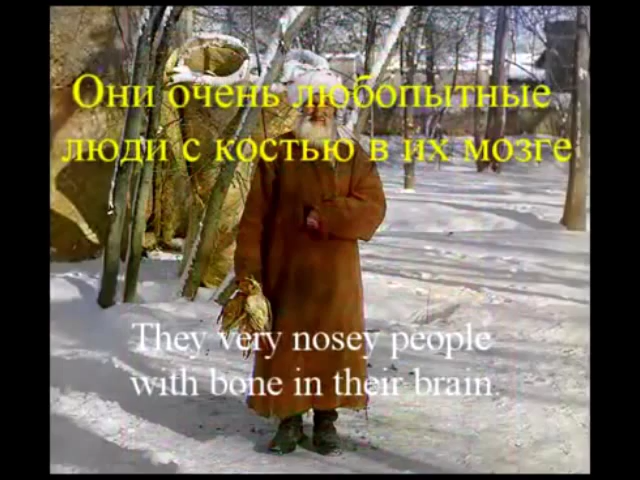 Они очень любопытные
люди с костью в их мозге
They very nosey people
with bone in their brain